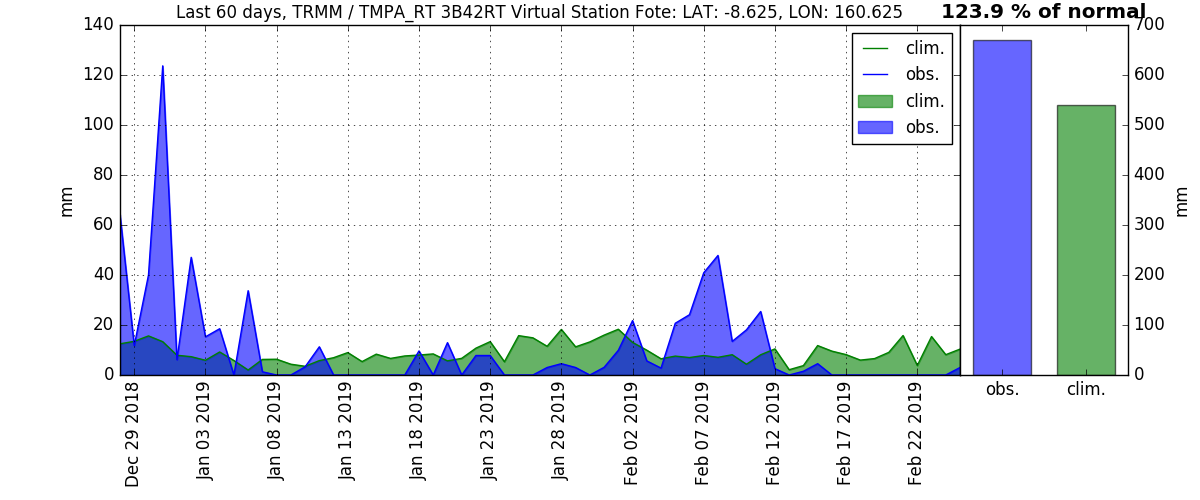 Last 60 days, TRMM / TMPA_RT 3B42RT Virtual Station Fote: LAT: -8.625, LON: 160.625
123.9 % of normal
mm
140
120
100
80
60
40
20
0
clim.
obs.
clim.
obs.
Dec 29 2018
Jan 03 2019
Jan 08 2019
Jan 13 2019
Jan 18 2019
Jan 23 2019
Jan 28 2019
Feb 02 2019
Feb 07 2019
Feb 12 2019
Feb 17 2019
Feb 22 2019
obs.
clim.
700
600
500
400
300
200
100
0
mm